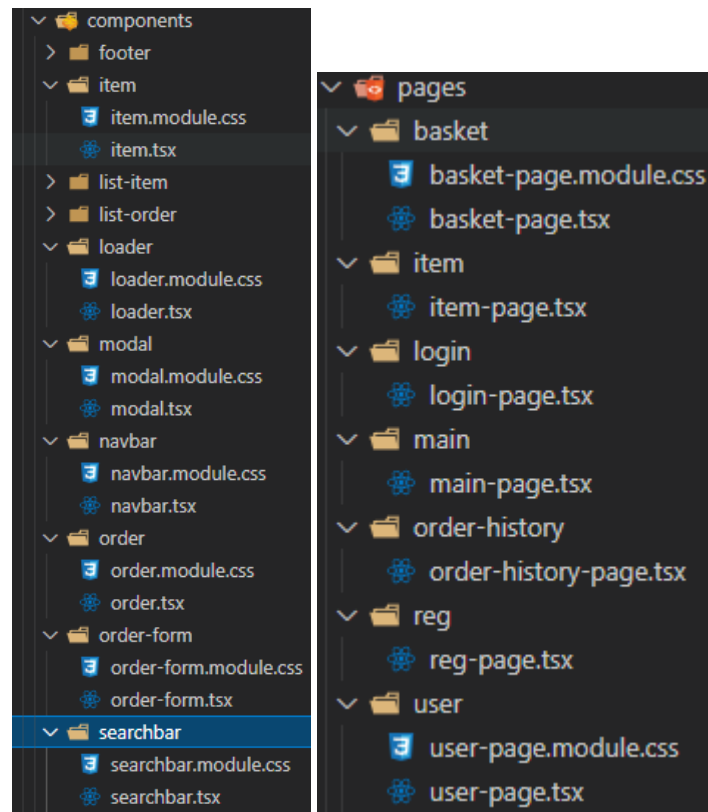 components
footer
item
item.module.css
item.tsx
list-item
list-order
loader
loader.module.css
loader.tsx
modal
modal.module.css
modal.tsx
navbar
navbar.module.css
navbar.tsx
order
order.module.css
order.tsx
order-form
order-form.module.css
order-form.tsx
searchbar
searchbar.module.css
searchbar.tsx
pages
basket
basket-page.module.css
basket-page.tsx
item
item-page.tsx
login
login-page.tsx
main
main-page.tsx
order-history
order-history-page.tsx
reg
reg-page.tsx
user
user-page.module.css
user-page.tsx